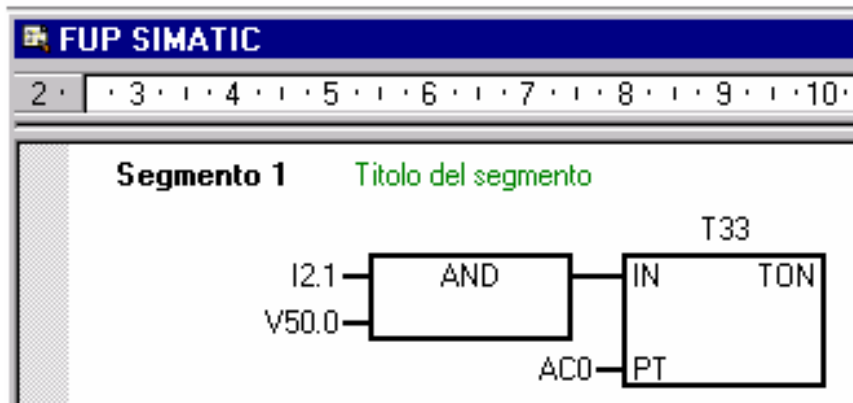 FUP SIMATIC
2 · · 3 · ı · 4 · ı · 5 · ı · 6 · ı · 7 · ı · 8 · ı · 9 · ı · 10 ·
Segmento 1 Titolo del segmento
T33
I2.1 AND IN TON
V50.0
AC0 PT